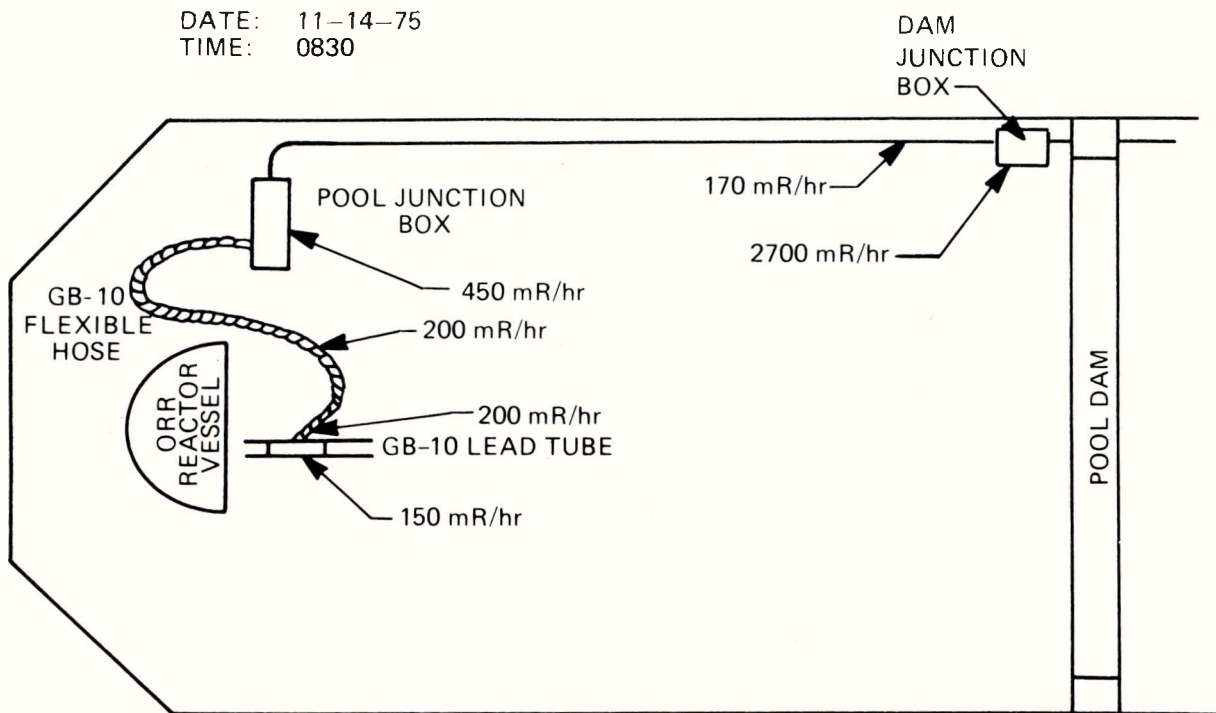 DATE: 11-14-75
TIME: 0830
DAM
JUNCTION
BOX
POOL JUNCTION
BOX
170 mR/hr
2700 mR/hr
450 mR/hr
GB-10
FLEXIBLE
HOSE
200 mR/hr
ORR
REACTOR
VESSEL
200 mR/hr
GB-10 LEAD TUBE
150 mR/hr
POOL DAM